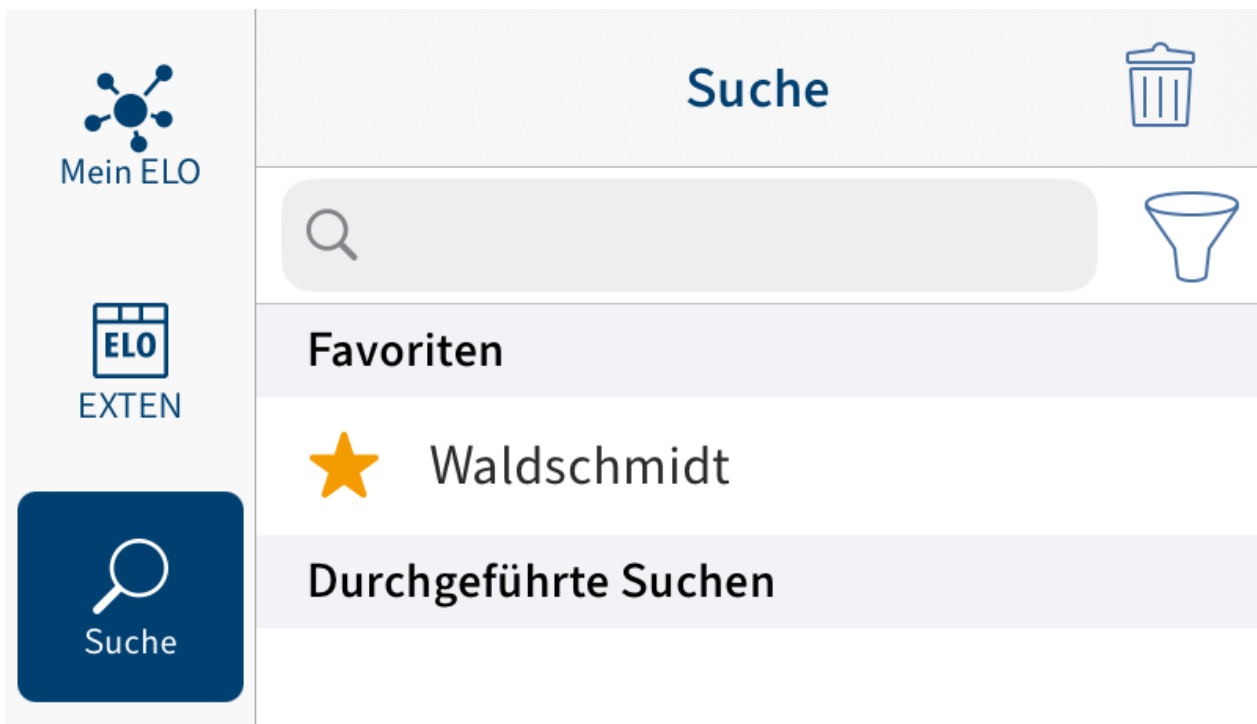 Mein ELO
ELO
EXTEN
Suche
Suche
Favoriten
Waldschmidt
Durchgeführte Suchen